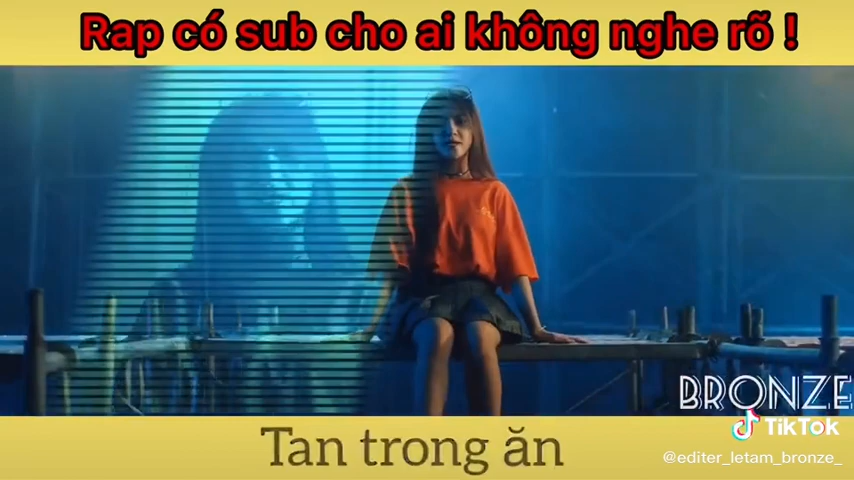 Rap có sub cho ai không nghe rõ !
BRONZE
TikTok
@editer_letam_bronze_
Tan trong ăn